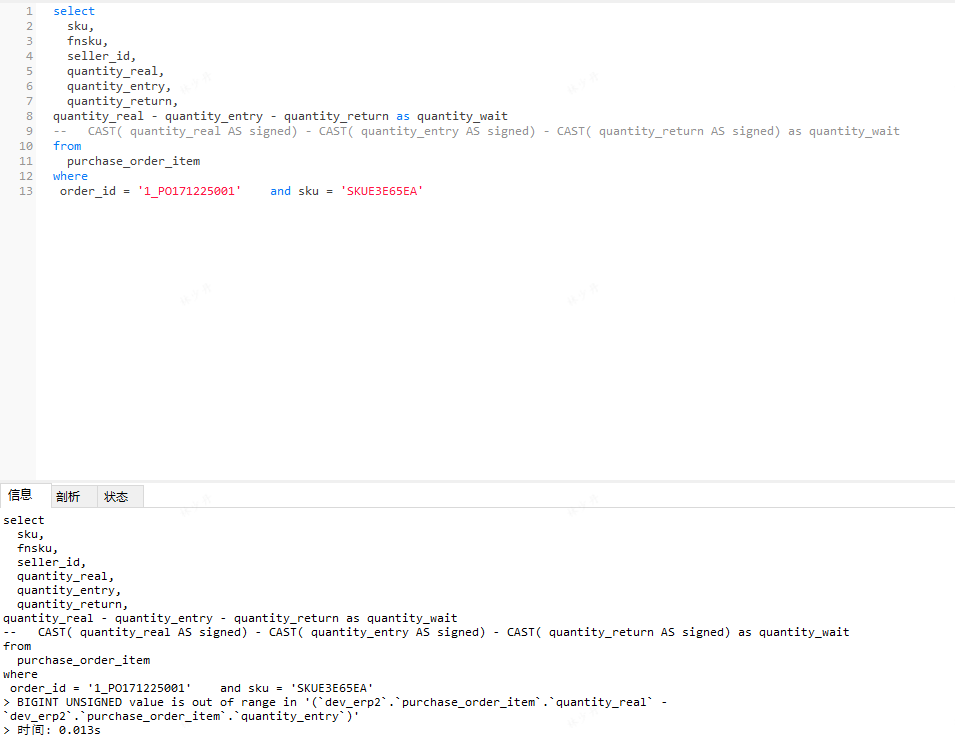 1 select
2 sku,
3 fnsku,
4 seller_id,
5 quantity_real,
6 quantity_entry,
7 quantity_return,
8 quantity_real - quantity_entry - quantity_return as quantity_wait
9 --   CAST( quantity_real AS signed) - CAST( quantity_entry AS signed) - CAST( quantity_return AS signed) as quantity_wait
10 from
11 purchase_order_item
12 where
13 order_id = '1_PO171225001'    and sku = 'SKUE3E65EA'
信息 剖析 状态
select
sku,
fnsku,
seller_id,
quantity_real,
quantity_entry,
quantity_return,
quantity_real - quantity_entry - quantity_return as quantity_wait
--   CAST( quantity_real AS signed) - CAST( quantity_entry AS signed) - CAST( quantity_return AS signed) as quantity_wait
from
purchase_order_item
where
order_id = '1_PO171225001'    and sku = 'SKUE3E65EA'
> BIGINT UNSIGNED value is out of range in '(`dev_erp2`.`purchase_order_item`.`quantity_real` -
`dev_erp2`.`purchase_order_item`.`quantity_entry`)'
> 时间: 0.013s